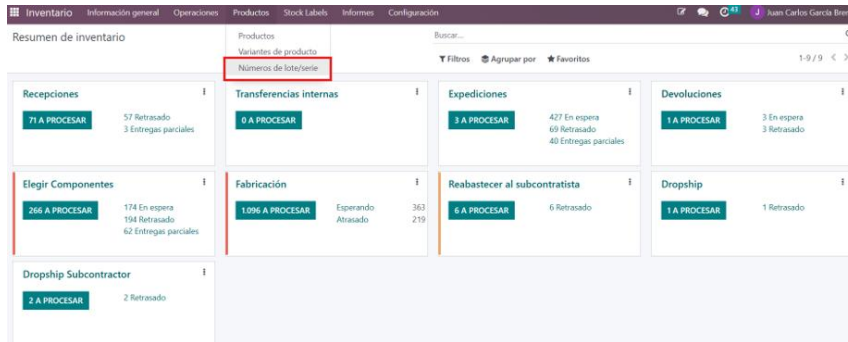 Inventario Información general Operaciones Productos Stock Labels Informes Configuración 43 J Juan Carlos García
Resumen de inventario
Buscar...
Productos
Variantes de producto
Números de lote/serie
Filtros Agrupar por Favoritos 1-9 / 9
Recepciones
71 A PROCESAR
57 Retrasado
3 Entregas parciales
Transferencias internas
0 A PROCESAR
Expediciones
3 A PROCESAR
427 En espera
69 Retrasado
40 Entregas parciales
Devoluciones
1 A PROCESAR
3 En espera
3 Retrasado
Elegir Componentes
266 A PROCESAR
174 En espera
194 Retrasado
62 Entregas parciales
Fabricación
1.096 A PROCESAR
Esperando 363
Atrasado 219
Reabastecer al subcontratista
6 A PROCESAR
6 Retrasado
Dropship
1 A PROCESAR
1 Retrasado
Dropship Subcontractor
2 A PROCESAR
2 Retrasado